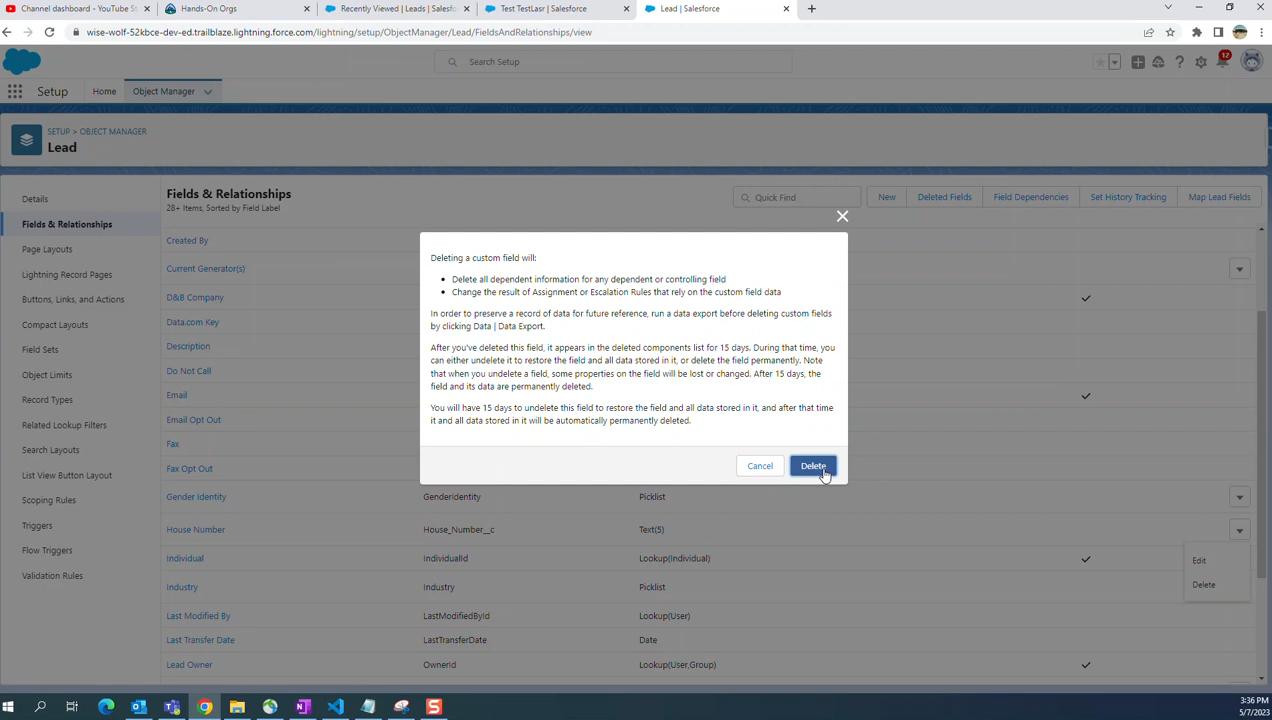 Channel dashboard - YouTube St
Hands-On Orgs
Recently Viewed | Leads | Salesfo
Test TestLasr | Salesforce
Lead | Salesforce
wise-wolf-52kbce-dev-ed.trailblaze.lightning.force.com/lightning/setup/ObjectManager/Lead/FieldsAndRelationships/view
Search Setup
12
Setup
Home
Object Manager
SETUP > OBJECT MANAGER
Lead
Details
Fields & Relationships
Page Layouts
Lightning Record Pages
Buttons, Links, and Actions
Compact Layouts
Field Sets
Object Limits
Record Types
Related Lookup Filters
Search Layouts
List View Button Layout
Scoping Rules
Triggers
Flow Triggers
Validation Rules
Fields & Relationships
28+ Items, Sorted by Field Label
Quick Find
New
Deleted Fields
Field Dependencies
Set History Tracking
Map Lead Fields
Created By
Current Generator(s)
D&B Company
Data.com Key
Description
Do Not Call
Email
Email Opt Out
Fax
Fax Opt Out
Gender Identity GenderIdentity Picklist
House Number House_Number__c Text(5)
Individual IndividualId Lookup(Individual)
Industry Industry Picklist
Last Modified By LastModifiedById Lookup(User)
Last Transfer Date LastTransferDate Date
Lead Owner OwnerId Lookup(User,Group)
Edit
Delete
Deleting a custom field will:
Delete all dependent information for any dependent or controlling field
Change the result of Assignment or Escalation Rules that rely on the custom field data
In order to preserve a record of data for future reference, run a data export before deleting custom fields
by clicking Data | Data Export.
After you've deleted this field, it appears in the deleted components list for 15 days. During that time, you
can either undelete it to restore the field and all data stored in it, or delete the field permanently. Note
that when you undelete a field, some properties on the field will be lost or changed. After 15 days, the
field and its data are permanently deleted.
You will have 15 days to undelete this field to restore the field and all data stored in it, and after that time
it and all data stored in it will be automatically permanently deleted.
Cancel
Delete
3:36 PM
5/7/2023